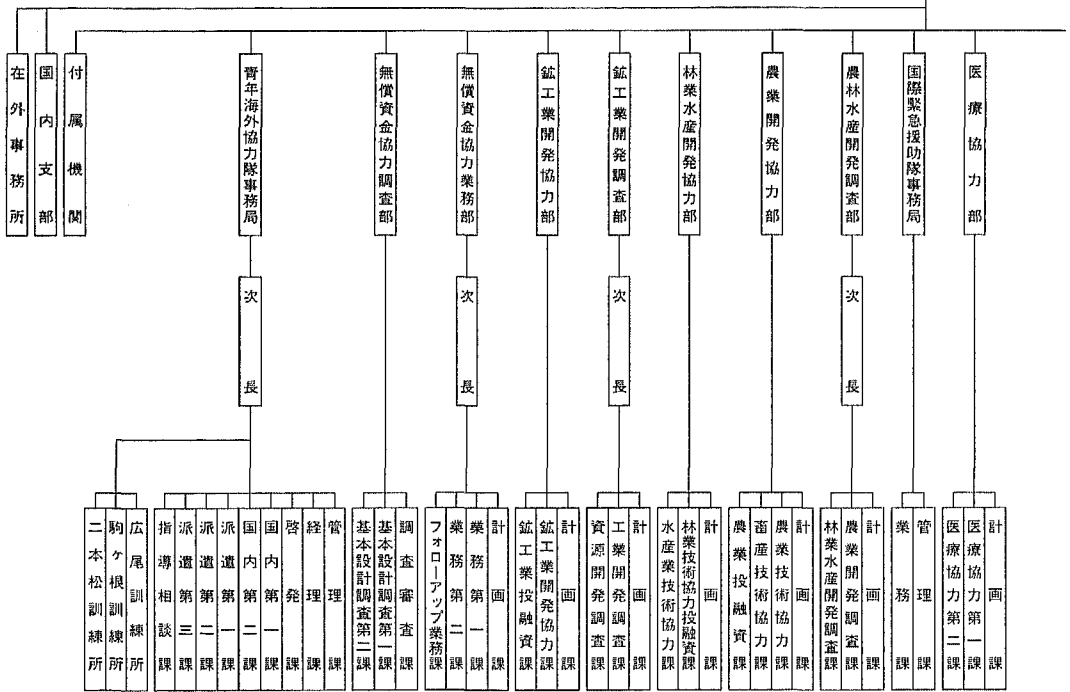 医療協力部
国際緊急援助隊事務局
農林水産開発調査部
農業開発協力部
林業水産開発協力部
鉱工業開発調査部
鉱工業開発協力部
無償資金協力業務部
無償資金協力調査部
青年海外協力隊事務局
付属機関
国内支部
在外事務所
次長
次長
次長
次長
計画課
医療協力第一課
医療協力第二課
管理課
業務課
計画課
農業開発調査課
林業水産開発調査課
計画課
農業技術協力課
畜産技術協力課
農業投融資課
計画課
林業技術協力投融資課
水産業技術協力課
計画課
工業開発調査課
資源開発調査課
計画課
鉱工業開発協力課
鉱工業投融資課
計画課
業務第一課
業務第二課
フォローアップ業務課
調査審査課
基本設計調査第一課
基本設計調査第二課
管理課
経理課
啓発課
国内第一課
国内第二課
派遣第一課
派遣第二課
派遣第三課
指導相談課
広尾訓練所
駒ヶ根訓練所
二本松訓練所